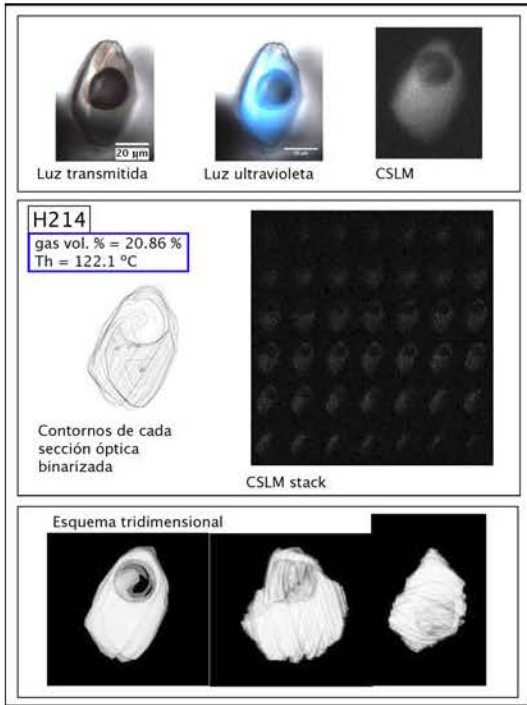 20 µm
Luz transmitida
Luz ultravioleta
CSLM
H214
gas vol. % = 20.86 %
Th = 122.1 ºC
Contornos de cada
sección óptica
binarizada
CSLM stack
Esquema tridimensional